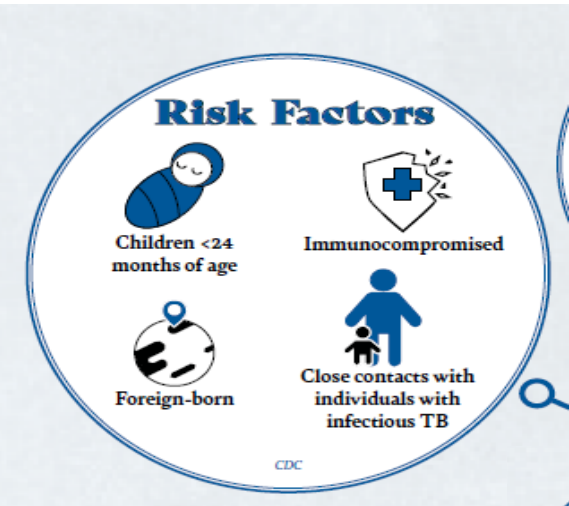 Risk Factors
Children <24
months of age
Immunocompromised
Foreign-born
Close contacts with
individuals with
infectious TB
CDC